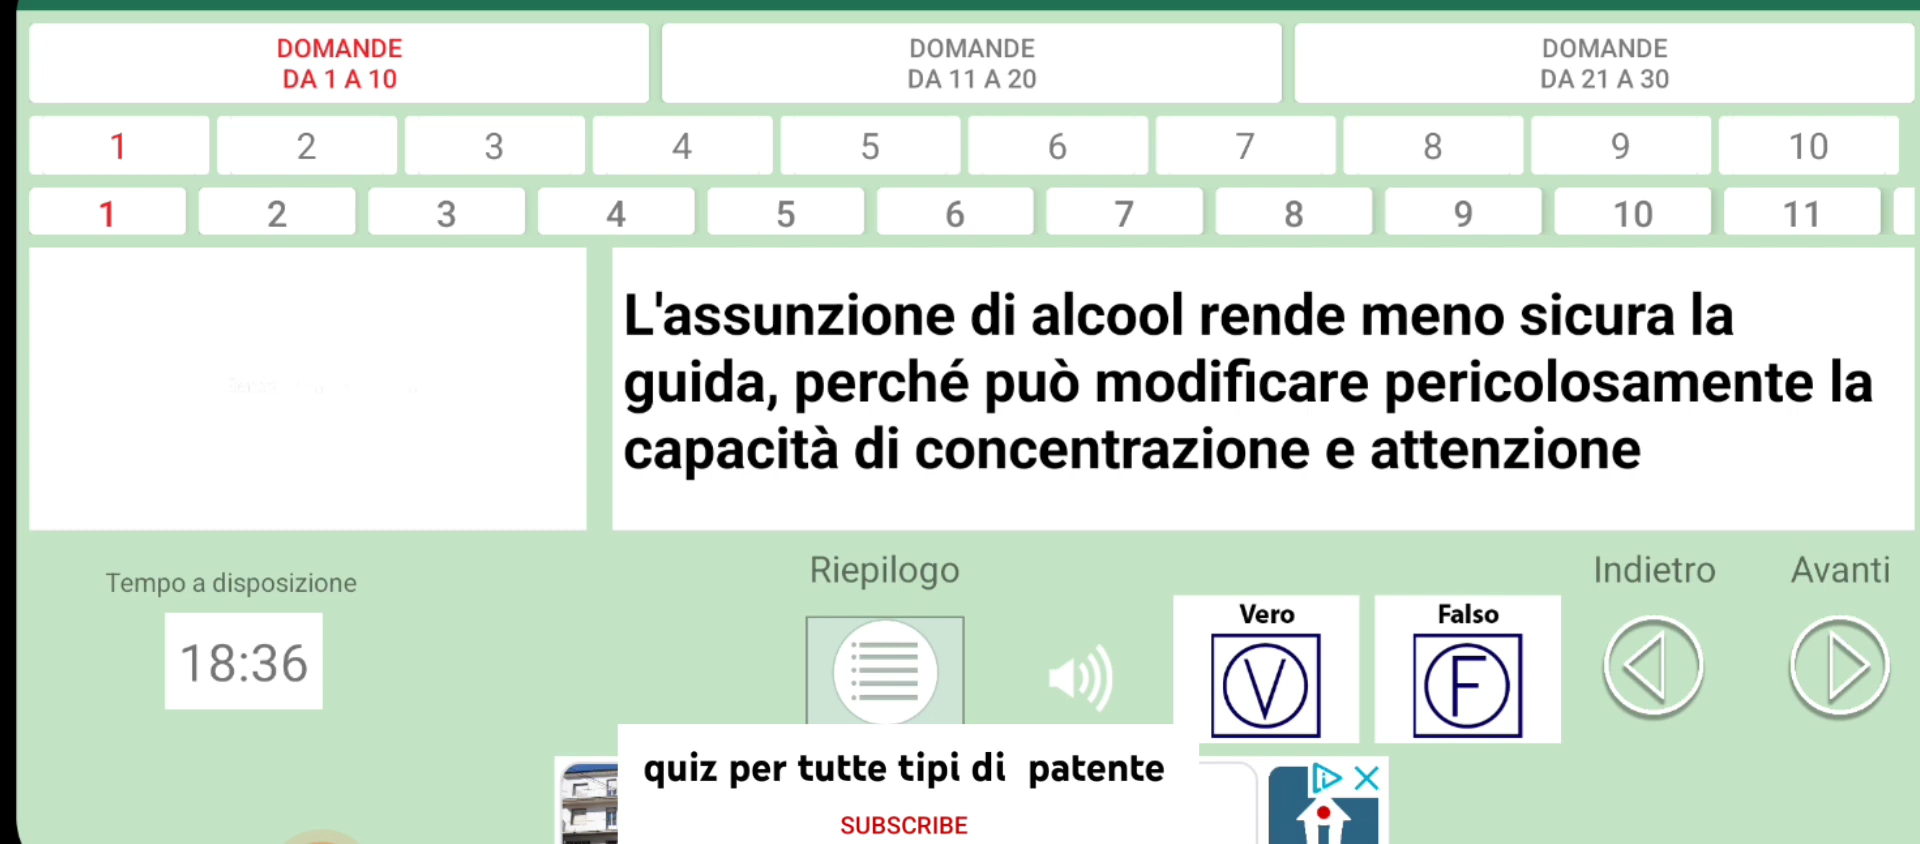 DOMANDE
DA 1 A 10
DOMANDE
DA 11 A 20
DOMANDE
DA 21 A 30
1 2 3 4 5 6 7 8 9 10
1 2 3 4 5 6 7 8 9 10 11
L'assunzione di alcool rende meno sicura la
guida, perché può modificare pericolosamente la
capacità di concentrazione e attenzione
Tempo a disposizione
18:36
Riepilogo
Vero
V
Falso
F
Indietro
Avanti
quiz per tutte tipi di patente
SUBSCRIBE